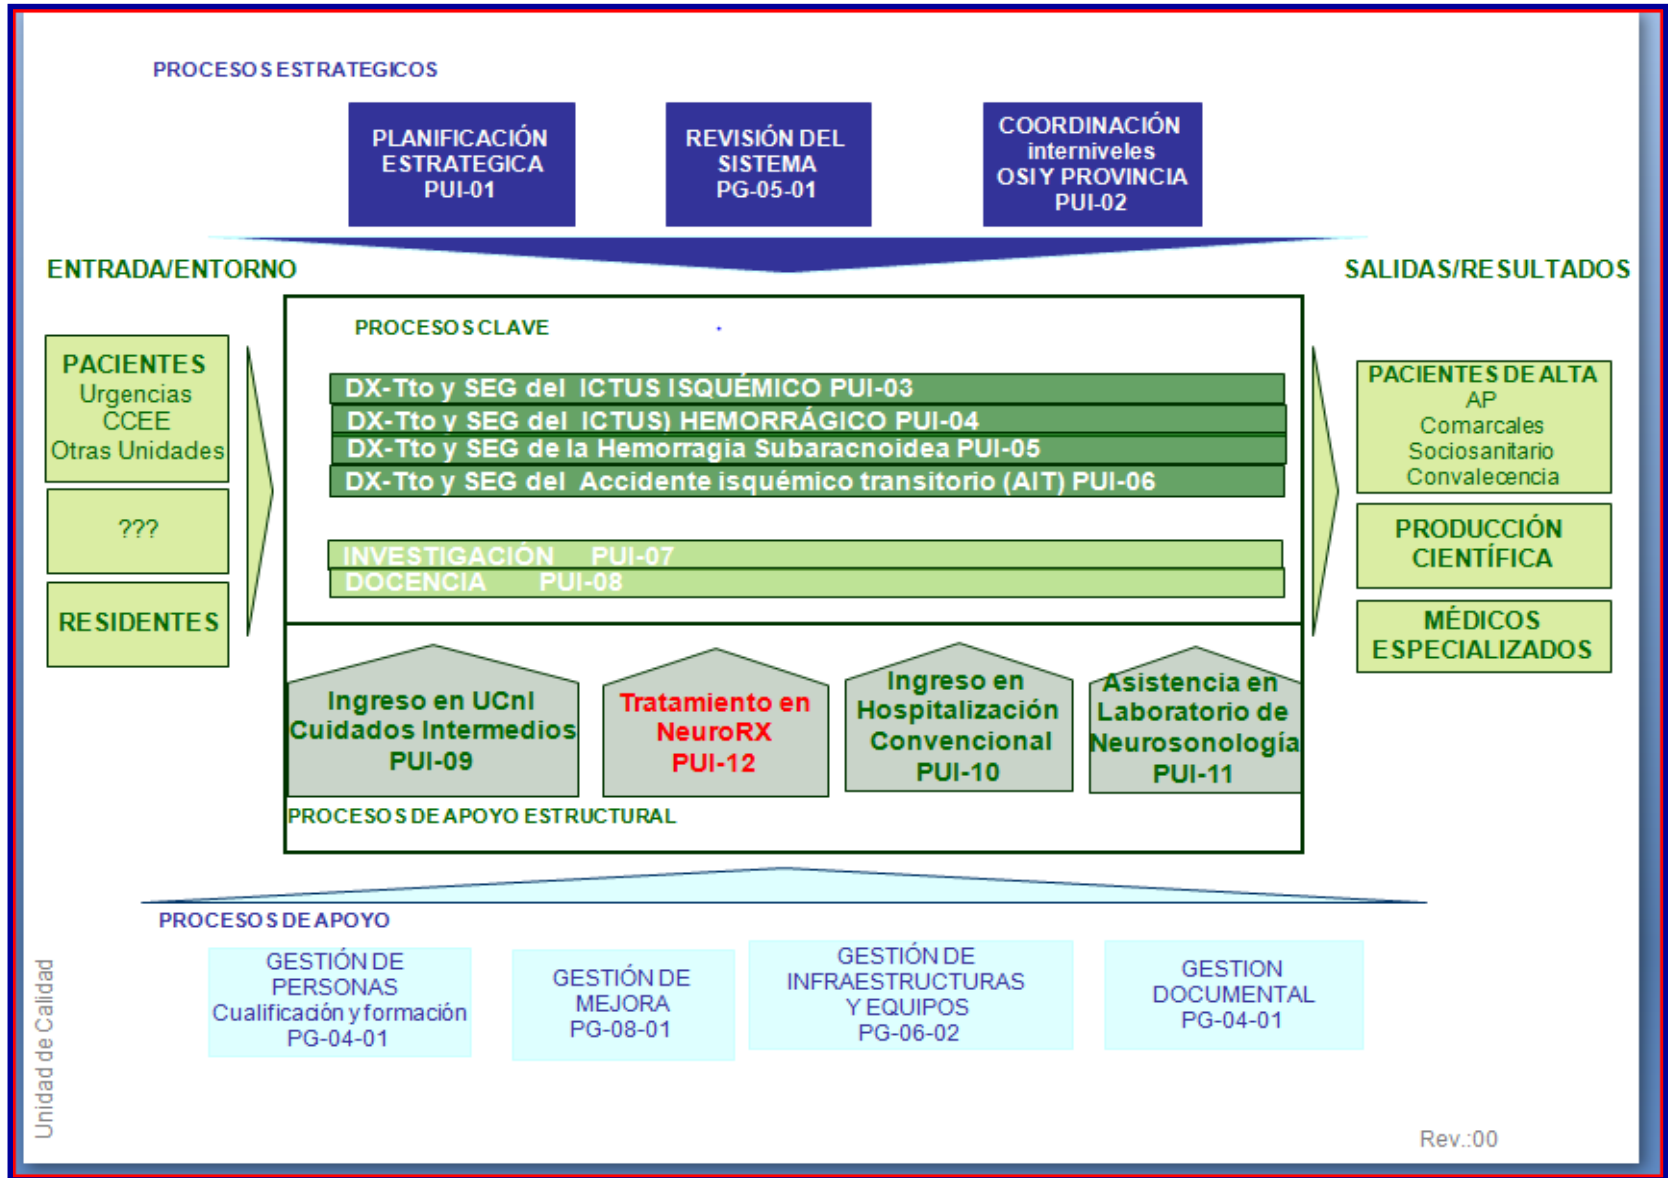 PROCESOS ESTRATEGICOS
PLANIFICACIÓN
ESTRATEGICA
PUI-01
REVISIÓN DEL
SISTEMA
PG-05-01
COORDINACIÓN
interniveles
OSI Y PROVINCIA
PUI-02
ENTRADA/ENTORNO
SALIDAS/RESULTADOS
PACIENTES
Urgencias
CCEE
Otras Unidades
???
RESIDENTES
PROCESOS CLAVE
DX-Tto y SEG del ICTUS ISQUÉMICO PUI-03
DX-Tto y SEG del ICTUS) HEMORRÁGICO PUI-04
DX-Tto y SEG de la Hemorragia Subaracnoidea PUI-05
DX-Tto y SEG del Accidente isquémico transitorio (AIT) PUI-06
INVESTIGACIÓN PUI-07
DOCENCIA PUI-08
PACIENTES DE ALTA
AP
Comarcales
Sociosanitario
Convalecencia
PRODUCCIÓN
CIENTÍFICA
MÉDICOS
ESPECIALIZADOS
Ingreso en UCnI
Cuidados Intermedios
PUI-09
Tratamiento en
NeuroRX
PUI-12
Ingreso en
Hospitalización
Convencional
PUI-10
Asistencia en
Laboratorio de
Neurosonología
PUI-11
PROCESOS DE APOYO ESTRUCTURAL
PROCESOS DE APOYO
GESTIÓN DE
PERSONAS
Cualificación y formación
PG-04-01
GESTIÓN DE
MEJORA
PG-08-01
GESTIÓN DE
INFRAESTRUCTURAS
Y EQUIPOS
PG-06-02
GESTION
DOCUMENTAL
PG-04-01
Unidad de Calidad
Rev.:00